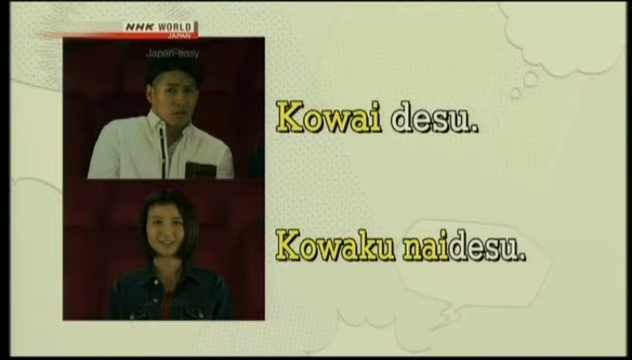 NHK WORLD
JAPAN
Japan-easy
Kowai desu.
Kowaku naidesu.